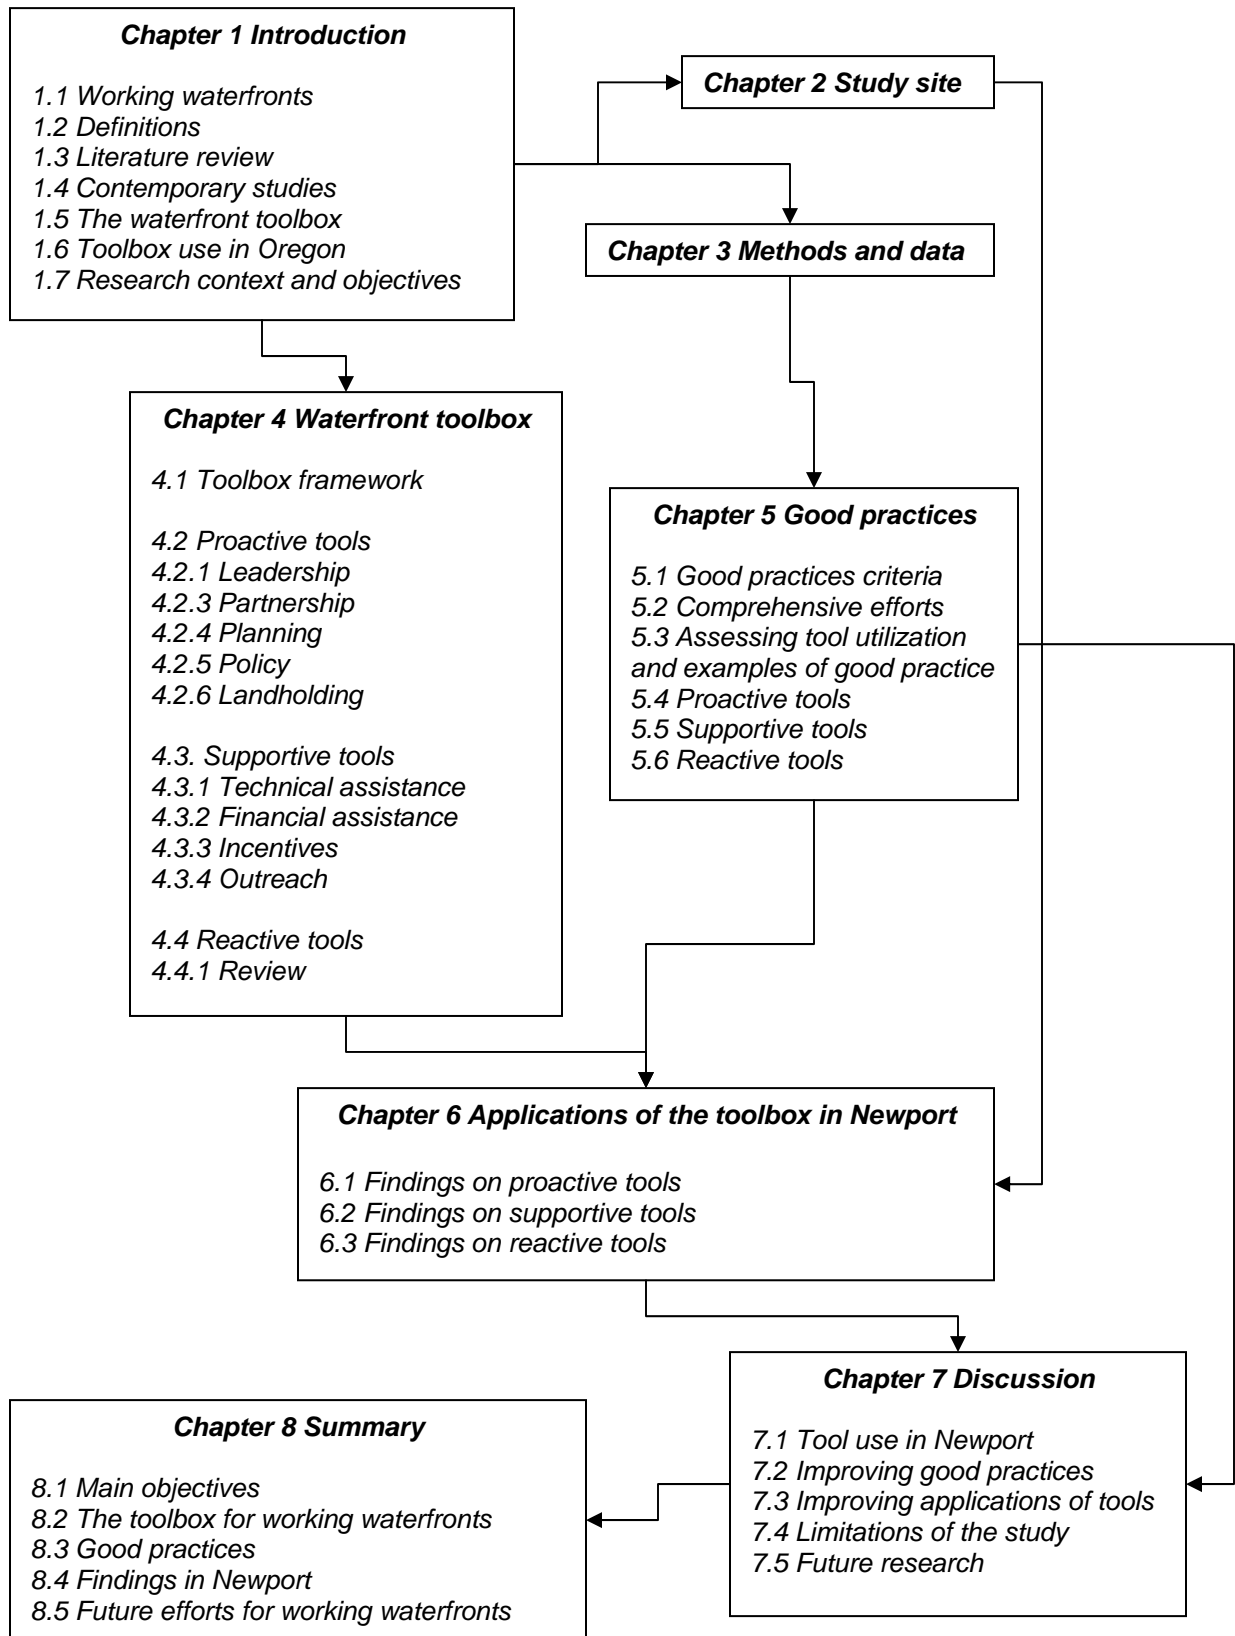 Chapter 1 Introduction
1.1 Working waterfronts
1.2 Definitions
1.3 Literature review
1.4 Contemporary studies
1.5 The waterfront toolbox
1.6 Toolbox use in Oregon
1.7 Research context and objectives
Chapter 2 Study site
Chapter 3 Methods and data
Chapter 4 Waterfront toolbox
4.1 Toolbox framework
4.2 Proactive tools
4.2.1 Leadership
4.2.3 Partnership
4.2.4 Planning
4.2.5 Policy
4.2.6 Landholding
4.3. Supportive tools
4.3.1 Technical assistance
4.3.2 Financial assistance
4.3.3 Incentives
4.3.4 Outreach
4.4 Reactive tools
4.4.1 Review
Chapter 5 Good practices
5.1 Good practices criteria
5.2 Comprehensive efforts
5.3 Assessing tool utilization
and examples of good practice
5.4 Proactive tools
5.5 Supportive tools
5.6 Reactive tools
Chapter 6 Applications of the toolbox in Newport
6.1 Findings on proactive tools
6.2 Findings on supportive tools
6.3 Findings on reactive tools
Chapter 7 Discussion
7.1 Tool use in Newport
7.2 Improving good practices
7.3 Improving applications of tools
7.4 Limitations of the study
7.5 Future research
Chapter 8 Summary
8.1 Main objectives
8.2 The toolbox for working waterfronts
8.3 Good practices
8.4 Findings in Newport
8.5 Future efforts for working waterfronts